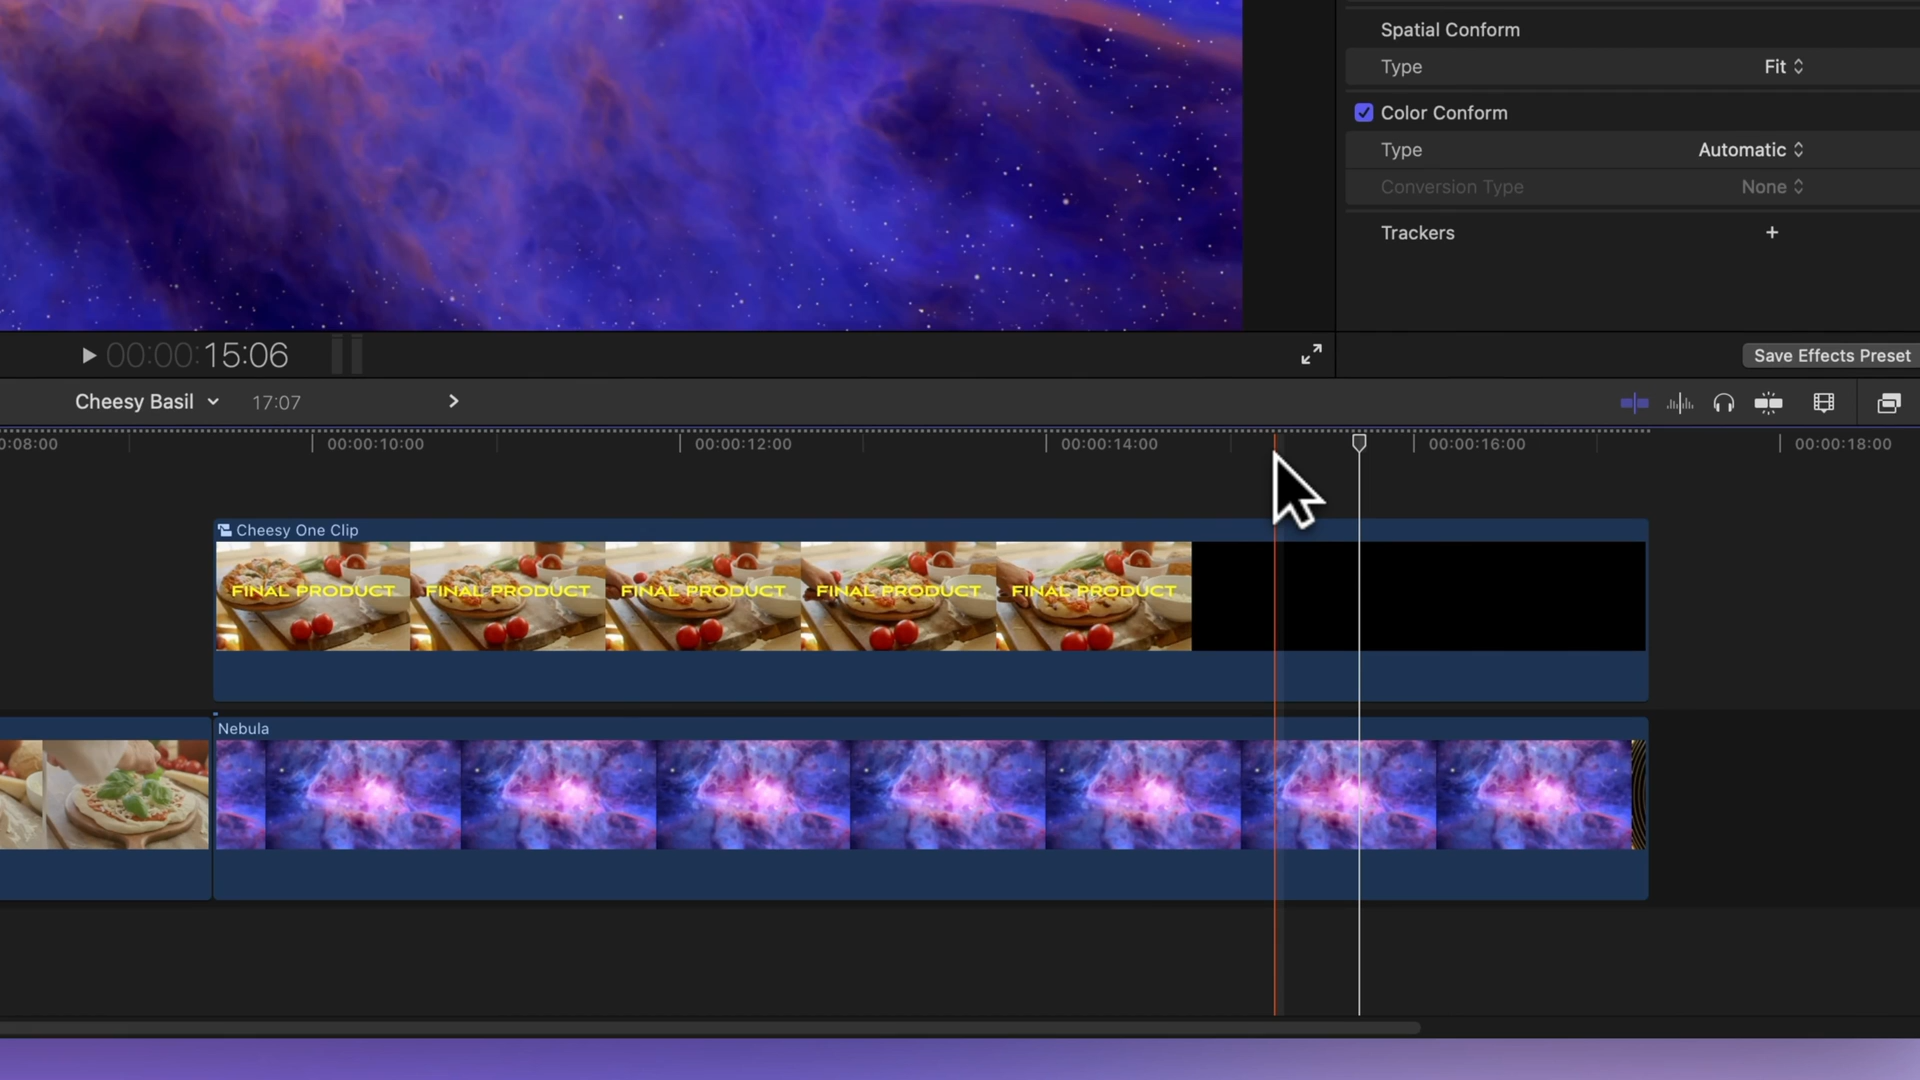 Spatial Conform
Type Fit
Color Conform
Type Automatic
Conversion Type None
Trackers +
00:00:15:06
Save Effects Preset
Cheesy Basil 17:07
0:08:00 00:00:10:00 00:00:12:00 00:00:14:00 00:00:16:00 00:00:18:00
Cheesy One Clip
FINAL PRODUCT FINAL PRODUCT FINAL PRODUCT FINAL PRODUCT FINAL PRODUCT
Nebula